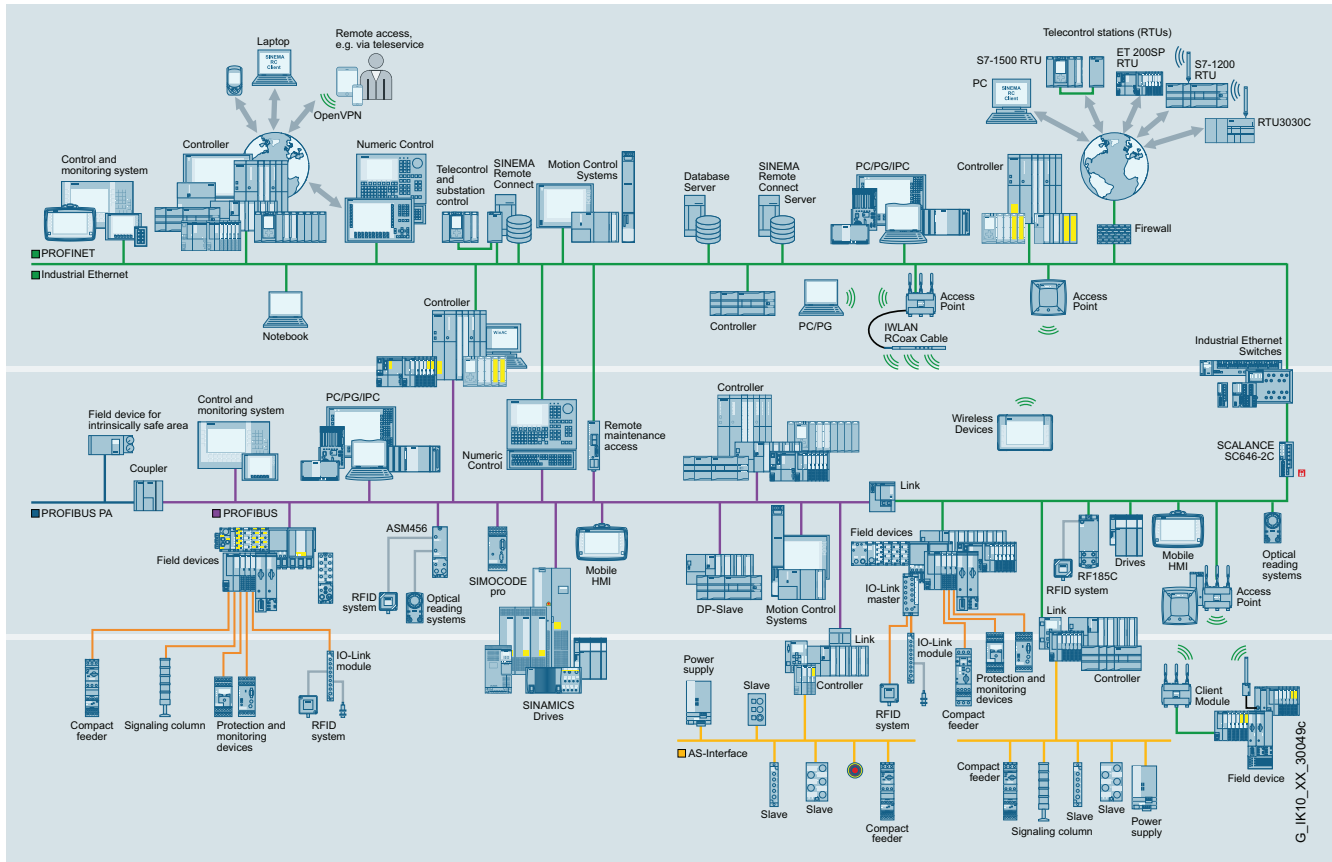 Laptop
SINEMA
RC
Client
Remote access,
e.g. via teleservice
OpenVPN
Control and
monitoring system
Controller
Numeric Control
Telecontrol
and
substation
control
SINEMA
Remote
Connect
Motion Control
Systems
Database
Server
SINEMA
Remote
Connect
Server
PC/PG/IPC
Controller
Telecontrol stations (RTUs)
S7-1500 RTU
ET 200SP
RTU
S7-1200
RTU
PC
SINEMA
RC
Client
RTU3030C
Firewall
PROFINET
Industrial Ethernet
Notebook
Controller
WinAC
Controller
PC/PG
Access
Point
IWLAN
RCoax Cable
Access
Point
Industrial Ethernet
Switches
Field device for
intrinsically safe area
Control and
monitoring system
PC/PG/IPC
Numeric
Control
Remote
maintenance
access
Controller
Wireless
Devices
SCALANCE
SC646-2C
Coupler
Link
PROFIBUS PA
PROFIBUS
Field devices
ASM456
SIMOCODE
pro
Mobile
HMI
RFID
system
Optical
reading
systems
DP-Slave
Motion Control
Systems
Field devices
IO-Link
master
RF185C
RFID
system
Drives
Mobile
HMI
Optical
reading
systems
Access
Point
Compact
feeder
Signaling column
Protection and
monitoring
devices
IO-Link
module
RFID
system
SINAMICS
Drives
Power
supply
Slave
Link
Controller
RFID
system
IO-Link
module
Compact
feeder
Protection and
monitoring
devices
Link
Controller
Client
Module
Field device
AS-Interface
Slave
Slave
Compact
feeder
Compact
feeder
Signaling column
Slave
Slave
Power
supply
G_IK10_XX_30049c